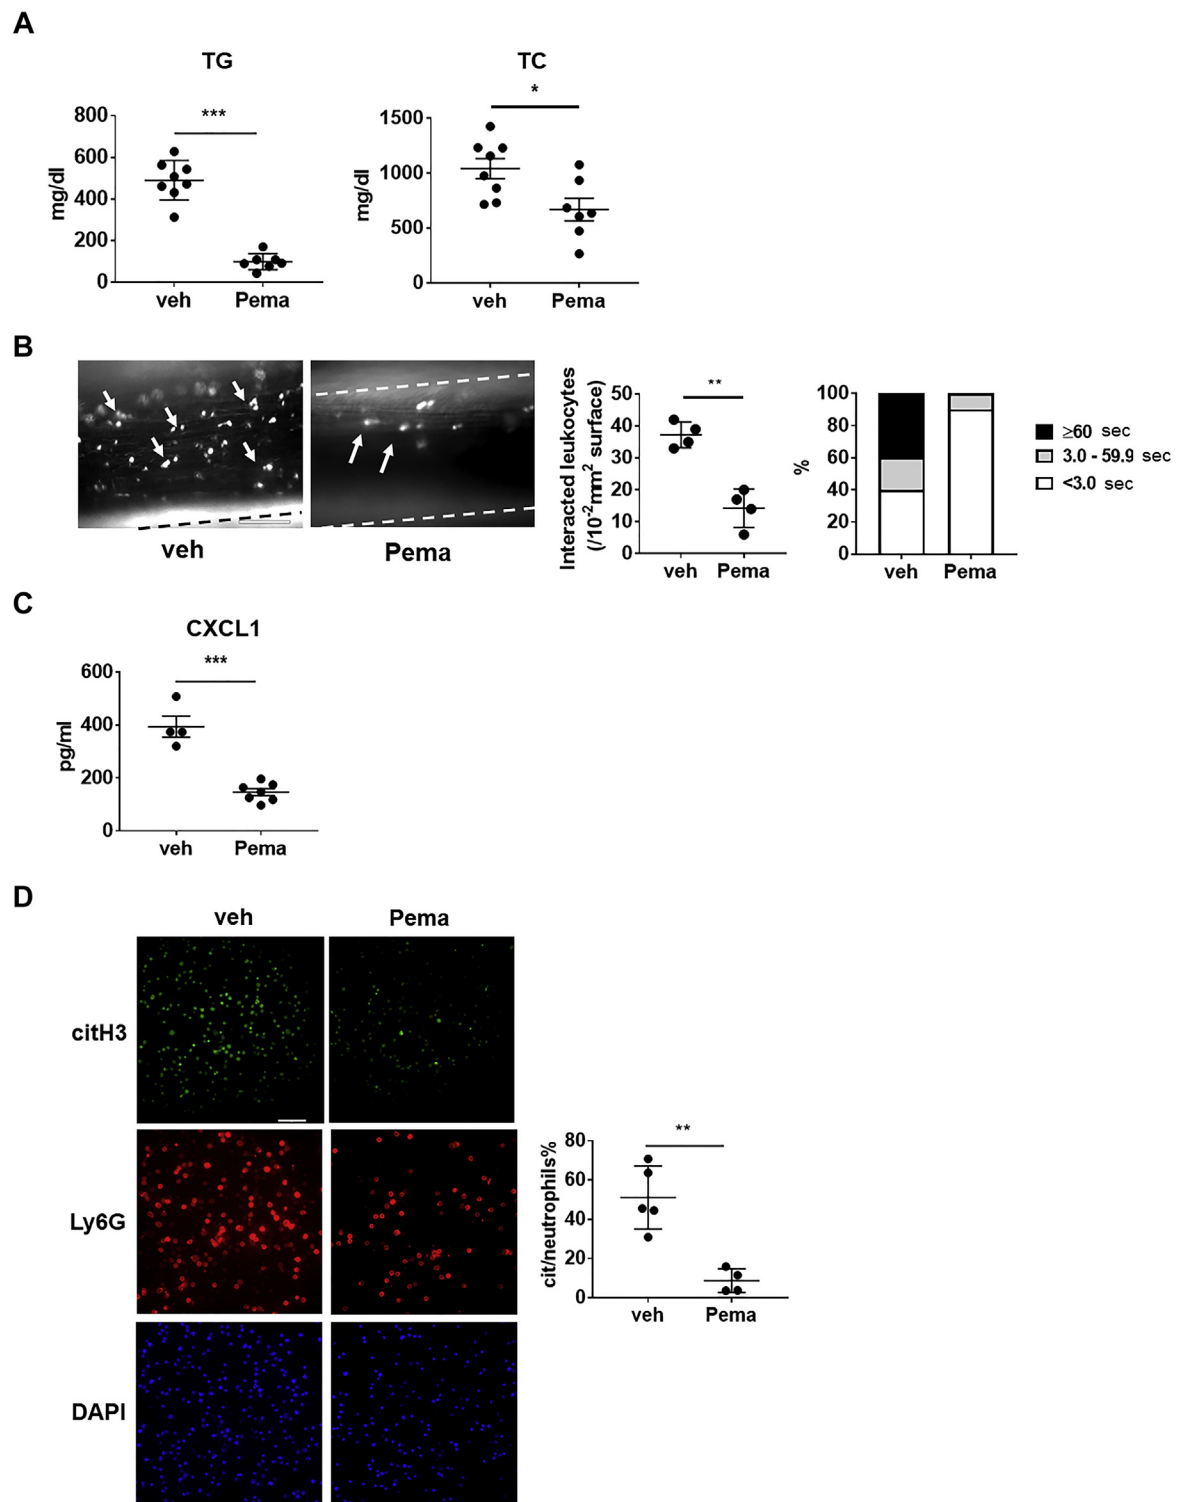 A
TG
TC
***
*
800
600
400
200
0
mg/dl
veh
Pema
1500
1000
500
0
mg/dl
veh
Pema
B
veh
Pema
Interacted leukocytes
(/10⁻²mm² surface)
**
50
40
30
20
10
0
veh
Pema
%
100
80
60
40
20
0
veh
Pema
≥60 sec
3.0 - 59.9 sec
<3.0 sec
C
CXCL1
***
600
400
200
0
pg/ml
veh
Pema
D
veh
Pema
citH3
Ly6G
DAPI
**
80
60
40
20
0
cit/neutrophils%
veh
Pema